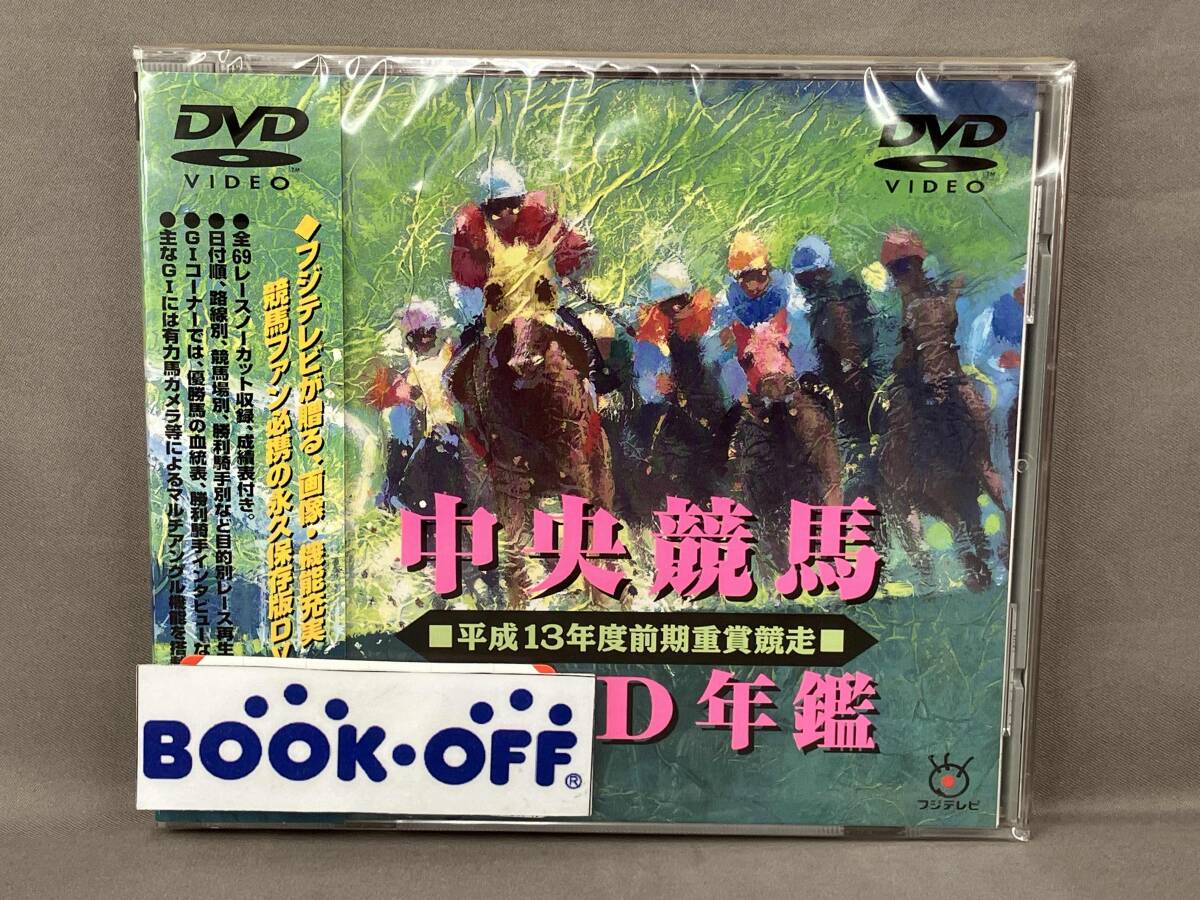 DVD
VIDEO
DVD
VIDEO
◆フジテレビが贈る、画像・機能充実
競馬ファン必携の永久保存版DV
●全69レースノーカット収録、成績表付き。
●日付順、路線別、競馬場別、勝利騎手別など目的別レース再生
●GⅠコーナーでは、優勝馬の血統表、勝利騎手インタビューな
●主なGⅠには有力馬カメラ等によるマルチアングル機能を搭
中央競馬
■平成13年度前期重賞競走■
D年鑑
BOOK・OFF®
フジテレビ